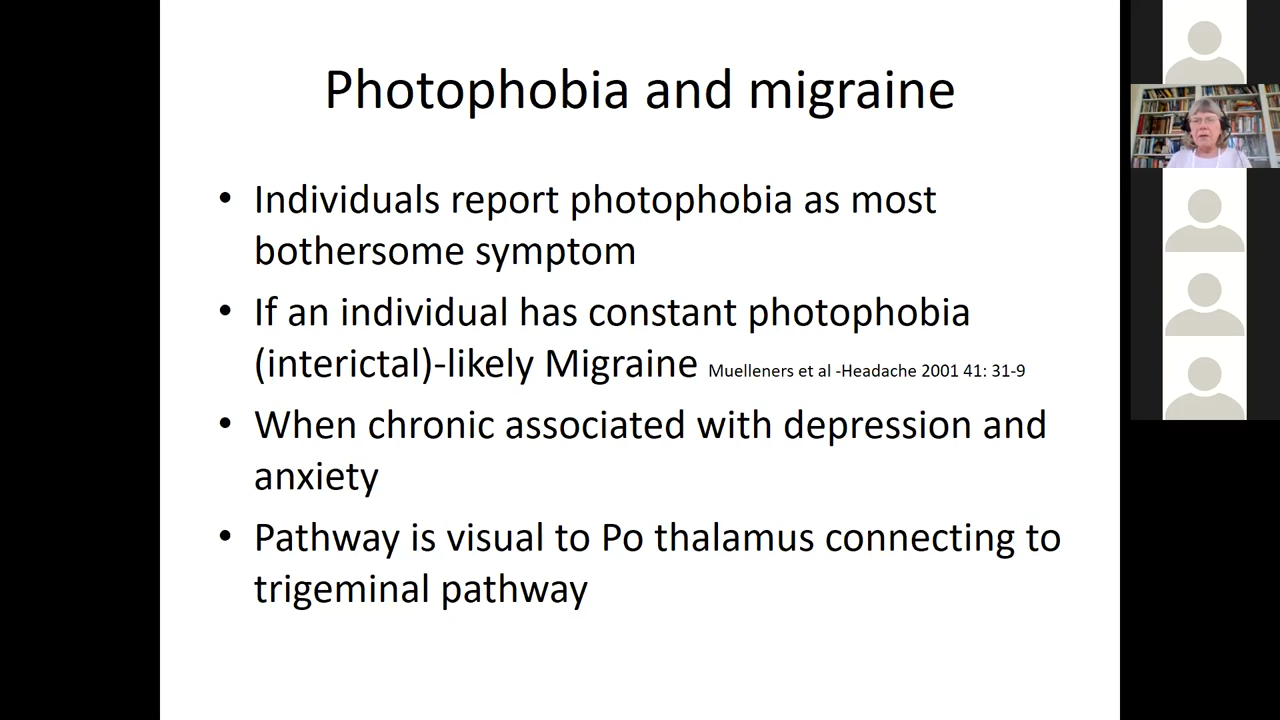 Photophobia and migraine
• Individuals report photophobia as most
bothersome symptom
• If an individual has constant photophobia
(interictal)-likely Migraine Muelleners et al -Headache 2001 41: 31-9
• When chronic associated with depression and
anxiety
• Pathway is visual to Po thalamus connecting to
trigeminal pathway